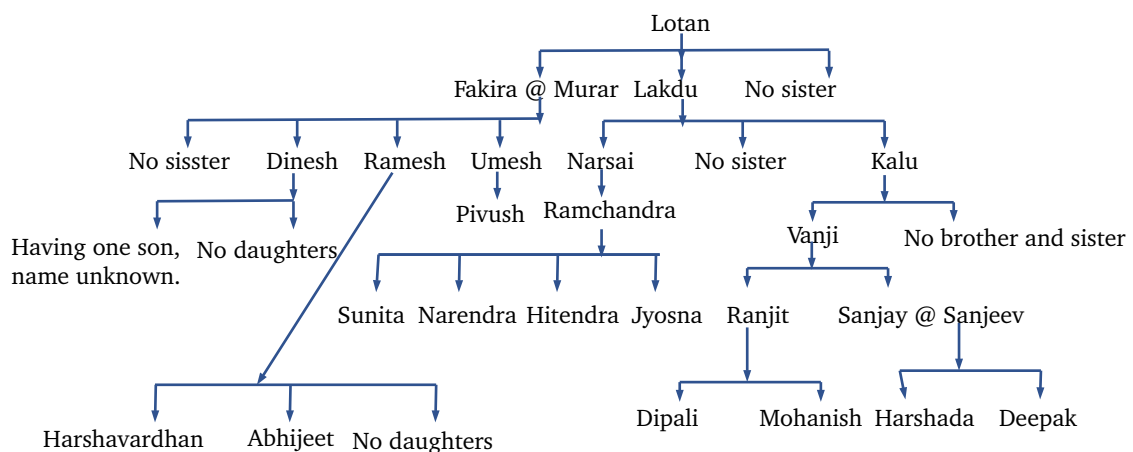 Lotan
Fakira @ Murar Lakdu No sister
No sisster Dinesh Ramesh Umesh Narsai No sister Kalu
Pivush Ramchandra
Having one son, No daughters Vanji No brother and sister
name unknown.
Sunita Narendra Hitendra Jyosna Ranjit Sanjay @ Sanjeev
Harshavardhan Abhijeet No daughters Dipali Mohanish Harshada Deepak